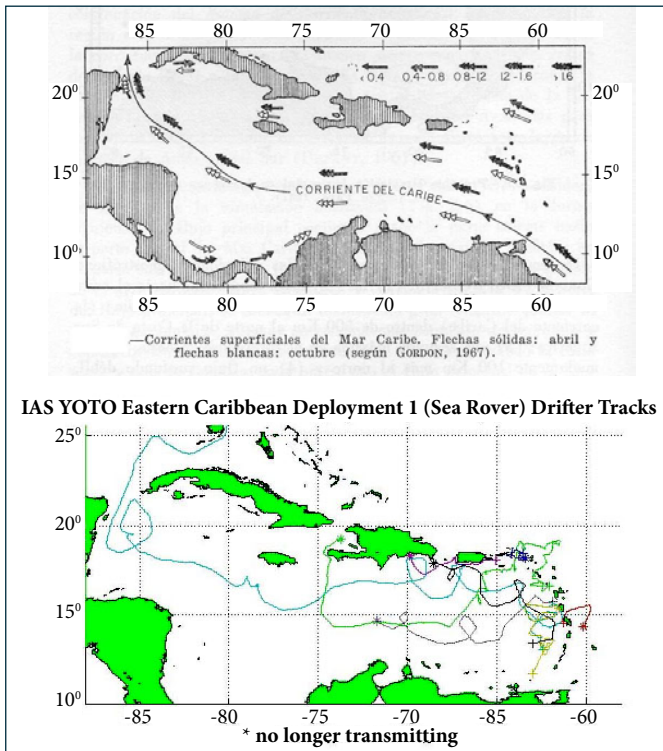 85 80 75 70 65 60
‹0.4 0.4-0.8 0.8-1.2 1.2-1.6 ›1.6
20⁰ 20⁰
15⁰ 15⁰
CORRIENTE DEL CARIBE
10⁰ 10⁰
85 80 75 70 65 60
—Corrientes superficiales del Mar Caribe. Flechas sólidas: abril y
flechas blancas: octubre (según GORDON, 1967).
IAS YOTO Eastern Caribbean Deployment 1 (Sea Rover) Drifter Tracks
25⁰
20⁰
15⁰
10⁰
-85 -80 -75 -70 -85 -60
* no longer transmitting